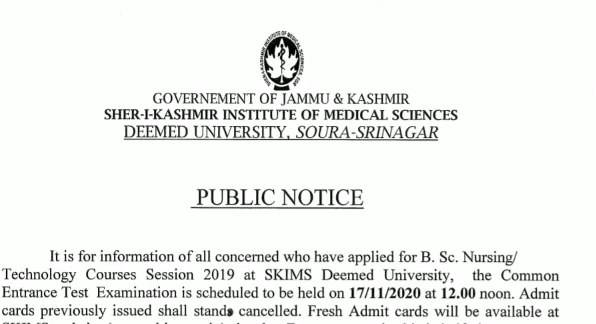 GOVERNEMENT OF JAMMU & KASHMIR
SHER-I-KASHMIR INSTITUTE OF MEDICAL SCIENCES
DEEMED UNIVERSITY, SOURA-SRINAGAR
PUBLIC NOTICE
It is for information of all concerned who have applied for B. Sc. Nursing/
Technology Courses Session 2019 at SKIMS Deemed University, the Common
Entrance Test Examination is scheduled to be held on 17/11/2020 at 12.00 noon. Admit
cards previously issued shall stands cancelled. Fresh Admit cards will be available at